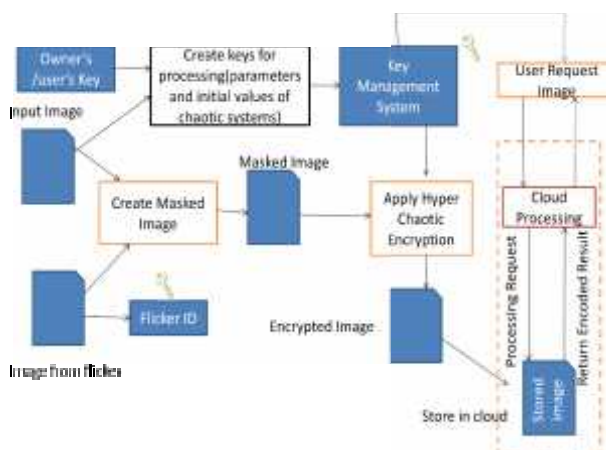 Owner's
/user's Key
Create keys for
processing(parameters
and initial values of
chaotic systems)
Key
Management
System
User Request
Image
Input Image
Masked Image
Create Masked
Image
Apply Hyper
Chaotic Encryption
Cloud
Processing
Processing Request
Return Encoded Result
Flicker ID
Encrypted Image
Image from flicker
Store in cloud
Stored
Image